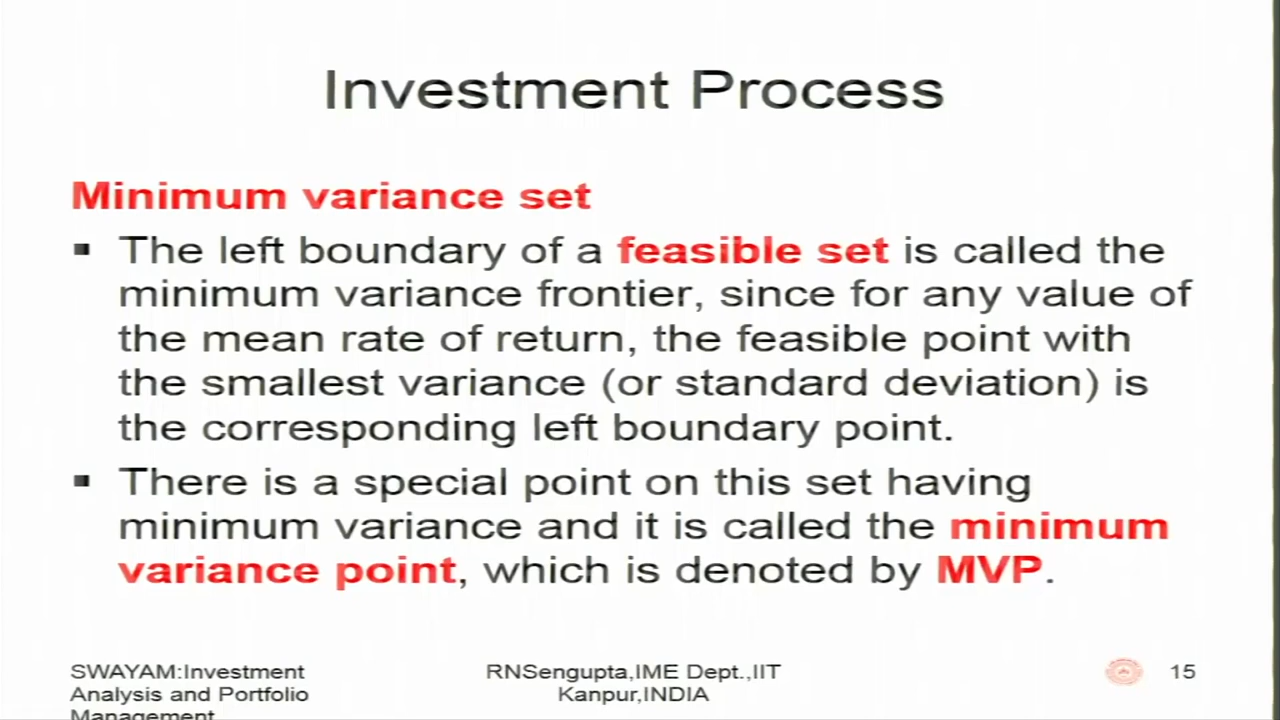 Investment Process
Minimum variance set
▪ The left boundary of a feasible set is called the
minimum variance frontier, since for any value of
the mean rate of return, the feasible point with
the smallest variance (or standard deviation) is
the corresponding left boundary point.
▪ There is a special point on this set having
minimum variance and it is called the minimum
variance point, which is denoted by MVP.
SWAYAM:Investment
Analysis and Portfolio
Management
RNSengupta,IME Dept.,IIT
Kanpur,INDIA
15